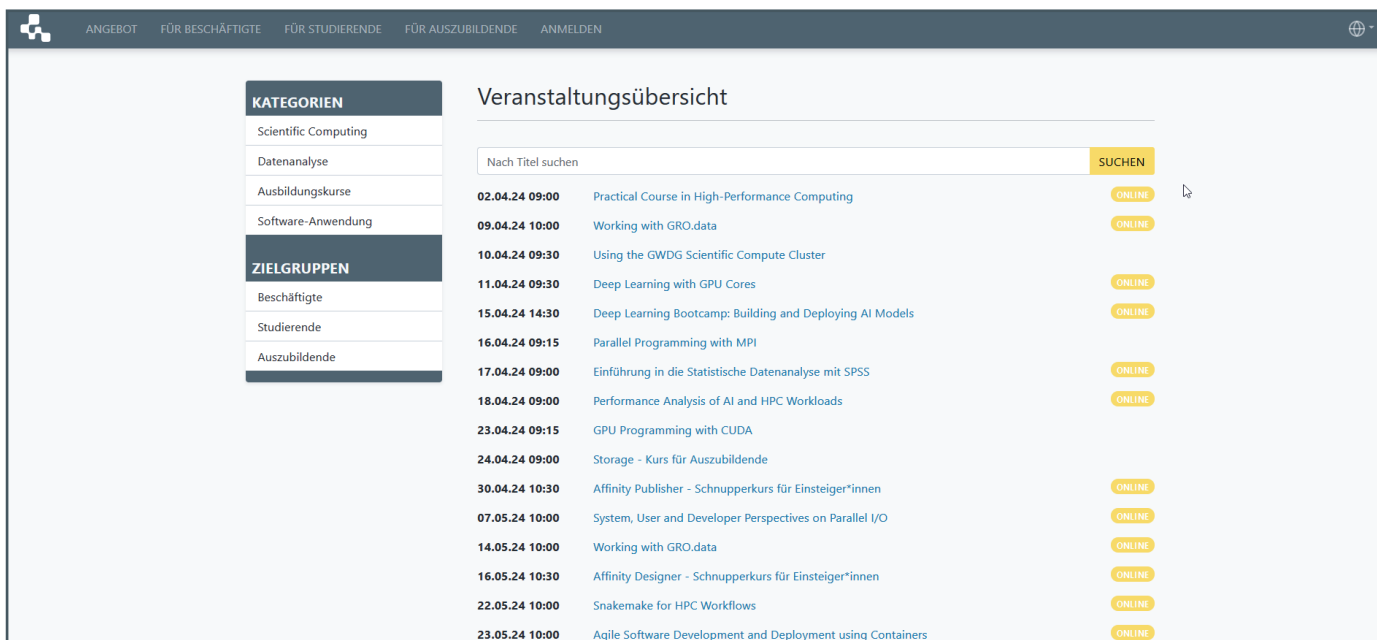 ANGEBOT FÜR BESCHÄFTIGTE FÜR STUDIERENDE FÜR AUSZUBILDENDE ANMELDEN
KATEGORIEN
Scientific Computing
Datenanalyse
Ausbildungskurse
Software-Anwendung
ZIELGRUPPEN
Beschäftigte
Studierende
Auszubildende
Veranstaltungsübersicht
Nach Titel suchen SUCHEN
02.04.24 09:00 Practical Course in High-Performance Computing ONLINE
09.04.24 10:00 Working with GRO.data ONLINE
10.04.24 09:30 Using the GWDG Scientific Compute Cluster
11.04.24 09:30 Deep Learning with GPU Cores ONLINE
15.04.24 14:30 Deep Learning Bootcamp: Building and Deploying AI Models ONLINE
16.04.24 09:15 Parallel Programming with MPI
17.04.24 09:00 Einführung in die Statistische Datenanalyse mit SPSS ONLINE
18.04.24 09:00 Performance Analysis of AI and HPC Workloads ONLINE
23.04.24 09:15 GPU Programming with CUDA
24.04.24 09:00 Storage - Kurs für Auszubildende
30.04.24 10:30 Affinity Publisher - Schnupperkurs für Einsteiger*innen ONLINE
07.05.24 10:00 System, User and Developer Perspectives on Parallel I/O ONLINE
14.05.24 10:00 Working with GRO.data ONLINE
16.05.24 10:30 Affinity Designer - Schnupperkurs für Einsteiger*innen ONLINE
22.05.24 10:00 Snakemake for HPC Workflows ONLINE
23.05.24 10:00 Agile Software Development and Deployment using Containers ONLINE